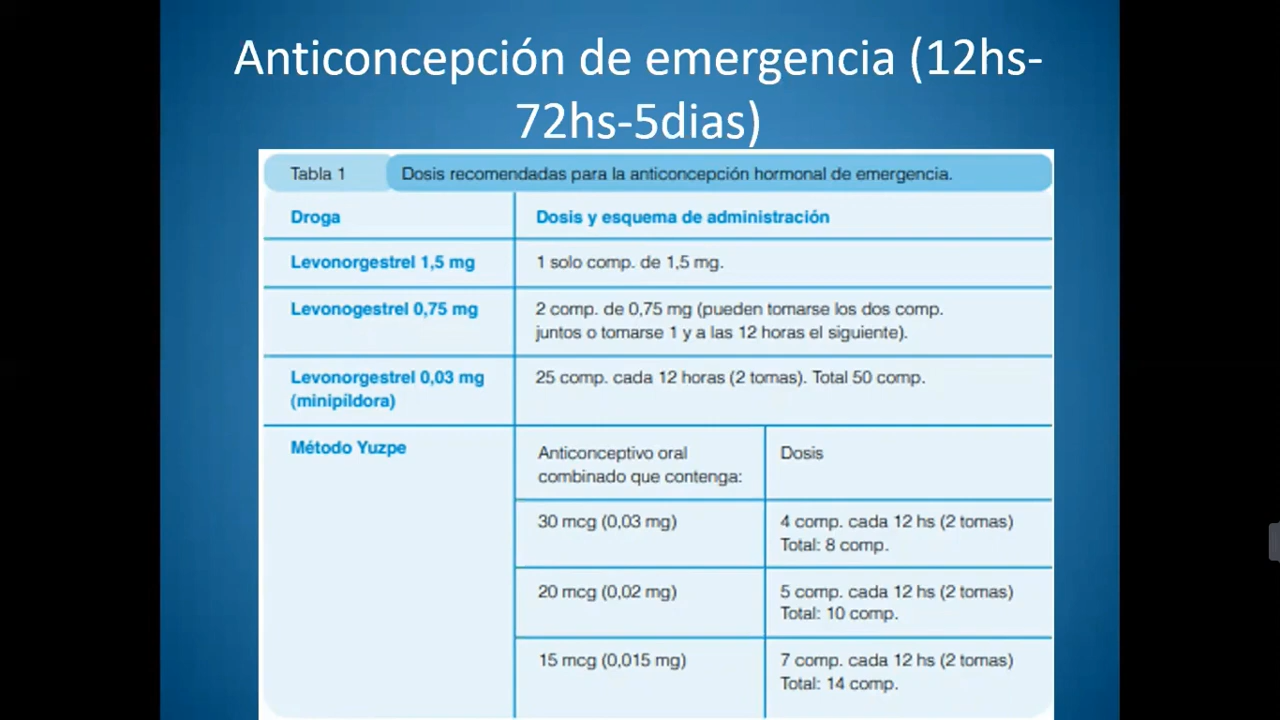 Anticoncepción de emergencia (12hs-
72hs-5dias)
Tabla 1
Dosis recomendadas para la anticoncepción hormonal de emergencia.
Droga
Dosis y esquema de administración
Levonorgestrel 1,5 mg
1 solo comp. de 1,5 mg.
Levonogestrel 0,75 mg
2 comp. de 0,75 mg (pueden tomarse los dos comp.
juntos o tomarse 1 y a las 12 horas el siguiente).
Levonorgestrel 0,03 mg
(minipíldora)
25 comp. cada 12 horas (2 tomas). Total 50 comp.
Método Yuzpe
Anticonceptivo oral
combinado que contenga:
Dosis
30 mcg (0,03 mg)
4 comp. cada 12 hs (2 tomas)
Total: 8 comp.
20 mcg (0,02 mg)
5 comp. cada 12 hs (2 tomas)
Total: 10 comp.
15 mcg (0,015 mg)
7 comp. cada 12 hs (2 tomas)
Total: 14 comp.